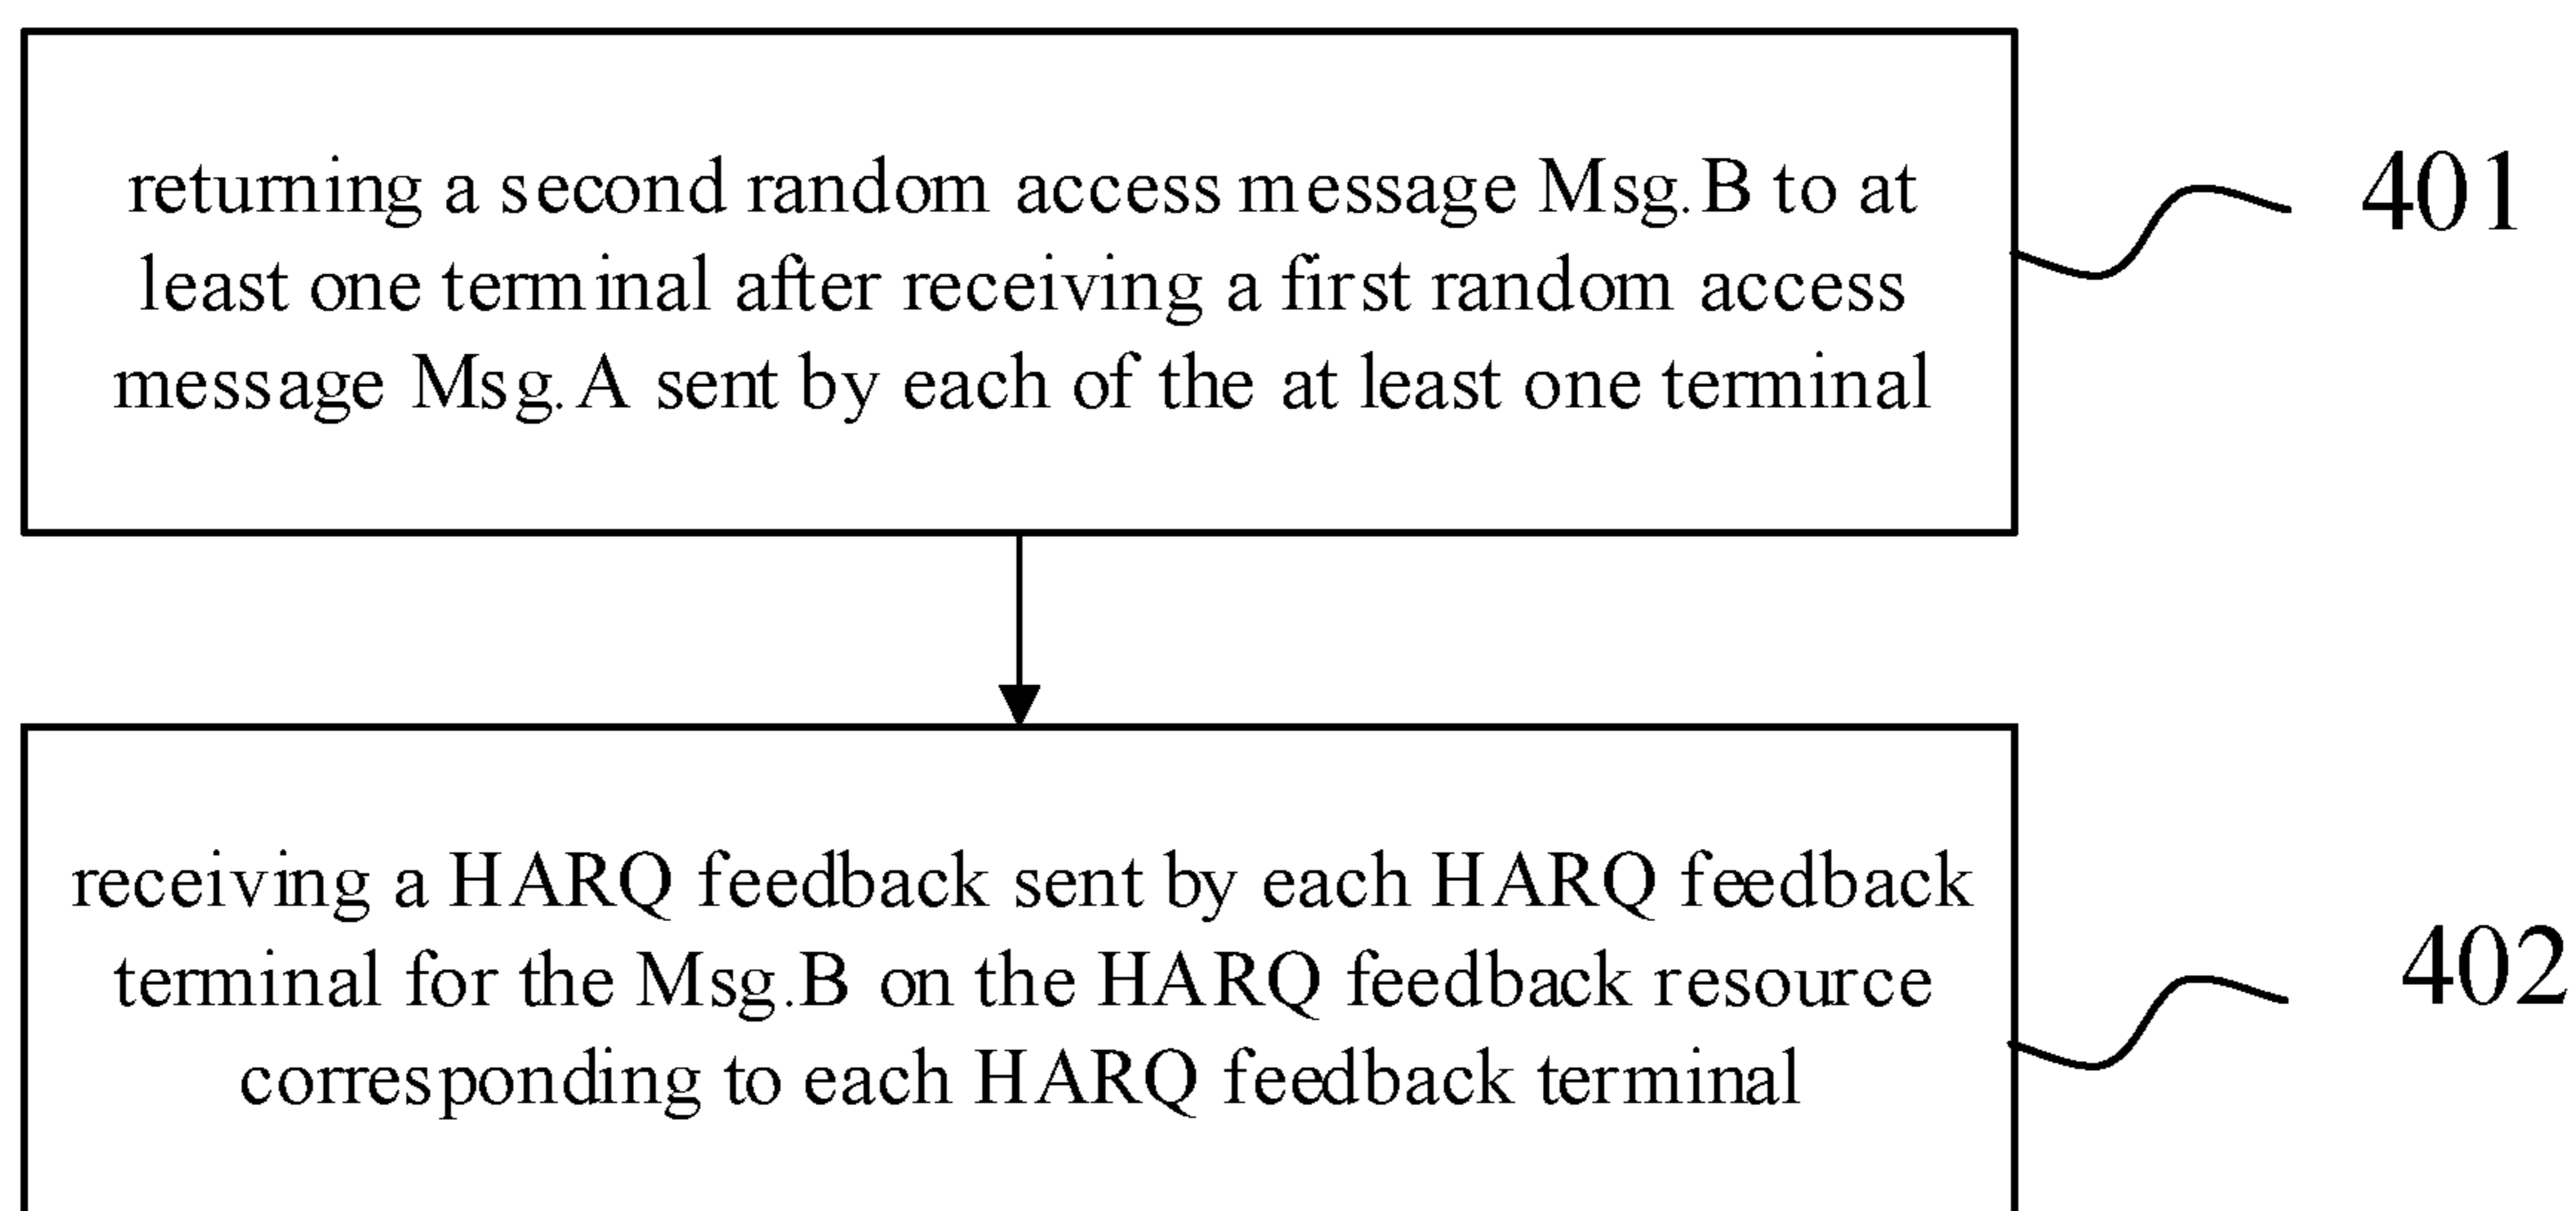 returning a second random access message Msg.B to at
least one terminal after receiving a first random access
message Msg.A sent by each of the at least one terminal
401
receiving a HARQ feedback sent by each HARQ feedback
terminal for the Msg.B on the HARQ feedback resource
corresponding to each HARQ feedback terminal
402